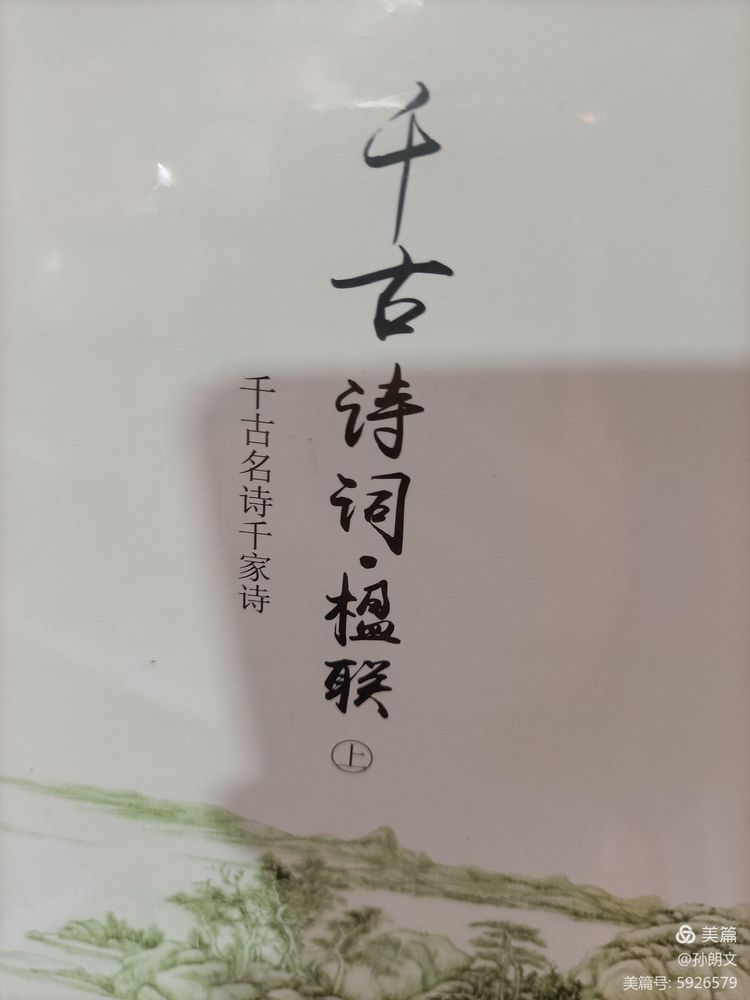 千古诗词·楹联
上
千古名诗千家诗
美篇
@孙朗文
美篇号: 5926579